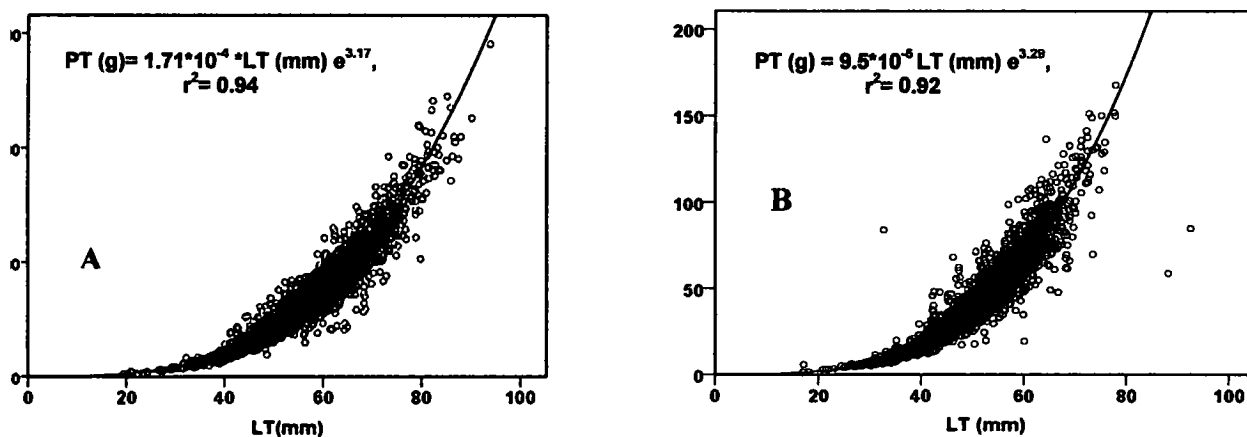 PT (g)= 1.71*10⁻⁴ *LT (mm) e³·¹⁷,
r²= 0.94
A
0
0 20 40 60 80 100
LT(mm)
200
PT (g) = 9.5*10⁻⁵ LT (mm) e³·²⁹,
r²= 0.92
150
B
100
50
0
0 20 40 60 80 100
LT (mm)